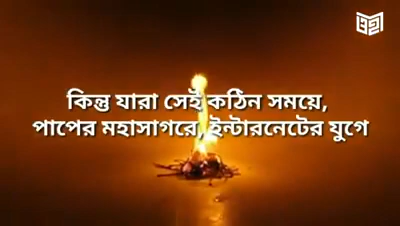 কিন্তু যারা সেই কঠিন সময়ে,
পাপের মহাসাগরে, ইন্টারনেটের যুগে